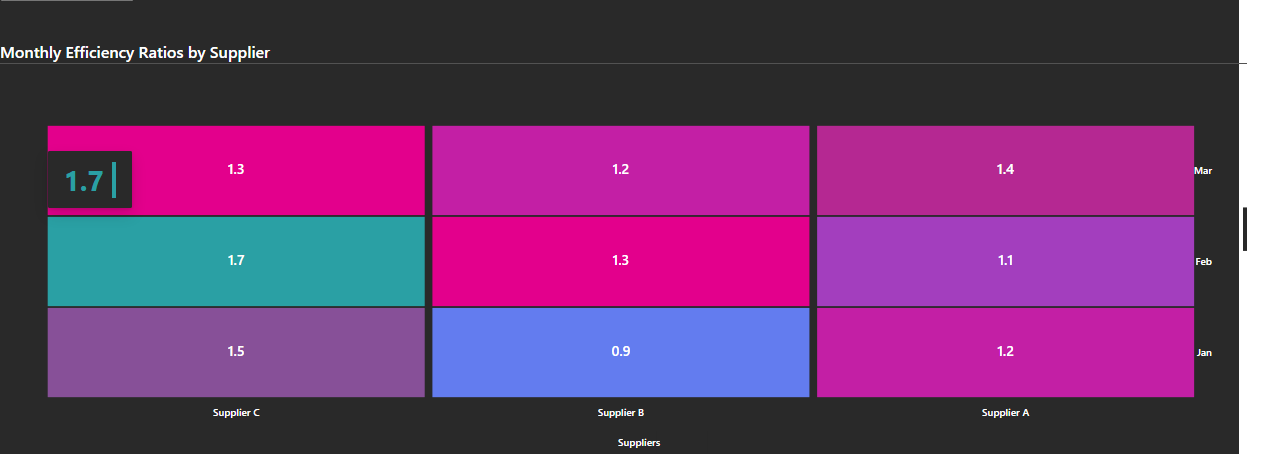 Monthly Efficiency Ratios by Supplier
1.7
1.3 1.2 1.4 Mar
1.7 1.3 1.1 Feb
1.5 0.9 1.2 Jan
Supplier C Supplier B Supplier A
Suppliers